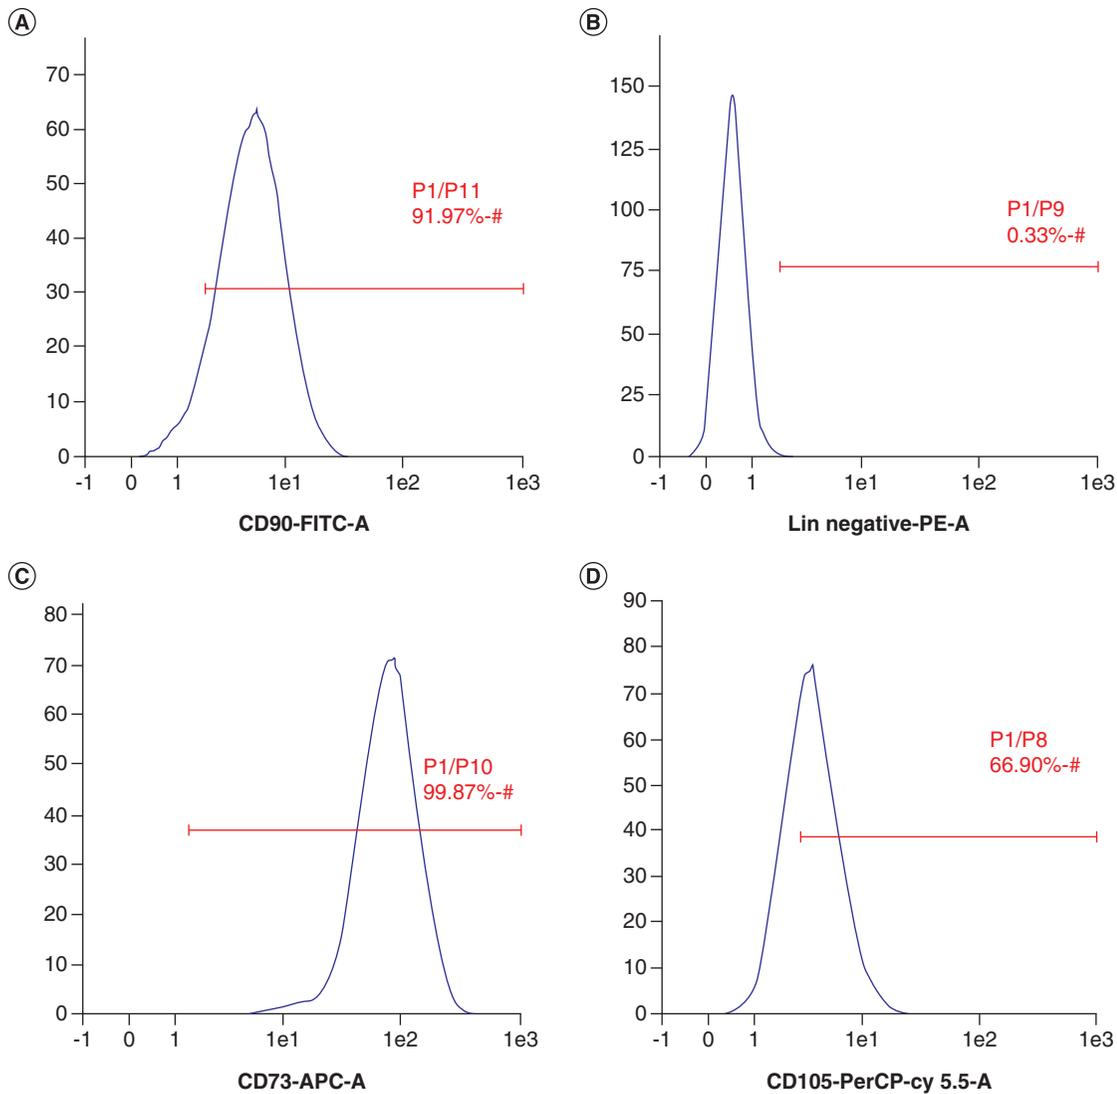 A
70
60
50
40
30
20
10
0
-1 0 1 1e1 1e2 1e3
P1/P11
91.97%-#
CD90-FITC-A
B
150
125
100
75
50
25
0
-1 0 1 1e1 1e2 1e3
P1/P9
0.33%-#
Lin negative-PE-A
C
80
70
60
50
40
30
20
10
0
-1 0 1 1e1 1e2 1e3
P1/P10
99.87%-#
CD73-APC-A
D
90
80
70
60
50
40
30
20
10
0
-1 0 1 1e1 1e2 1e3
P1/P8
66.90%-#
CD105-PerCP-cy 5.5-A